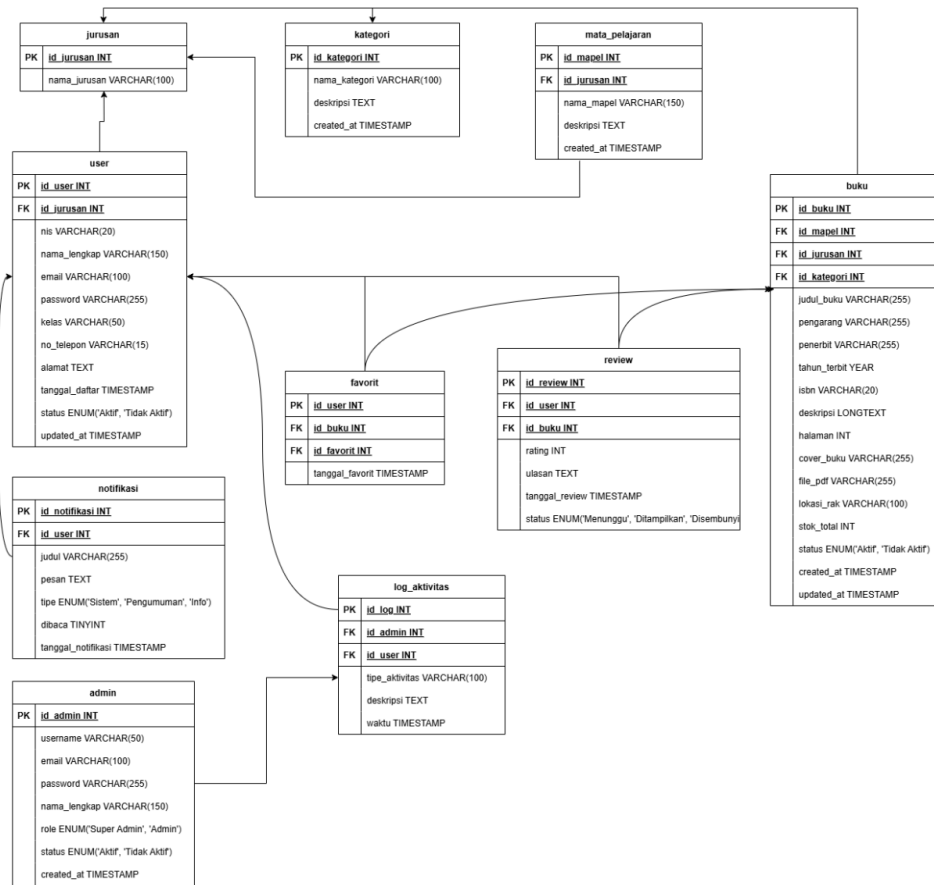 jurusan
PK id_jurusan INT
nama_jurusan VARCHAR(100)
kategori
PK id_kategori INT
nama_kategori VARCHAR(100)
deskripsi TEXT
created_at TIMESTAMP
mata_pelajaran
PK id_mapel INT
FK id_jurusan INT
nama_mapel VARCHAR(150)
deskripsi TEXT
created_at TIMESTAMP
user
PK id_user INT
FK id_jurusan INT
nis VARCHAR(20)
nama_lengkap VARCHAR(150)
email VARCHAR(100)
password VARCHAR(255)
kelas VARCHAR(50)
no_telepon VARCHAR(15)
alamat TEXT
tanggal_daftar TIMESTAMP
status ENUM('Aktif', 'Tidak Aktif')
updated_at TIMESTAMP
buku
PK id_buku INT
FK id_mapel INT
FK id_jurusan INT
FK id_kategori INT
judul_buku VARCHAR(255)
pengarang VARCHAR(255)
penerbit VARCHAR(255)
tahun_terbit YEAR
isbn VARCHAR(20)
deskripsi LONGTEXT
halaman INT
cover_buku VARCHAR(255)
file_pdf VARCHAR(255)
lokasi_rak VARCHAR(100)
stok_total INT
status ENUM('Aktif', 'Tidak Aktif')
created_at TIMESTAMP
updated_at TIMESTAMP
favorit
PK id_user INT
FK id_buku INT
FK id_favorit INT
tanggal_favorit TIMESTAMP
review
PK id_review INT
FK id_user INT
FK id_buku INT
rating INT
ulasan TEXT
tanggal_review TIMESTAMP
status ENUM('Menunggu', 'Ditampilkan', 'Disembunyi
notifikasi
PK id_notifikasi INT
FK id_user INT
judul VARCHAR(255)
pesan TEXT
tipe ENUM('Sistem', 'Pengumuman', 'Info')
dibaca TINYINT
tanggal_notifikasi TIMESTAMP
log_aktivitas
PK id_log INT
FK id_admin INT
FK id_user INT
tipe_aktivitas VARCHAR(100)
deskripsi TEXT
waktu TIMESTAMP
admin
PK id_admin INT
username VARCHAR(50)
email VARCHAR(100)
password VARCHAR(255)
nama_lengkap VARCHAR(150)
role ENUM('Super Admin', 'Admin')
status ENUM('Aktif', 'Tidak Aktif')
created_at TIMESTAMP